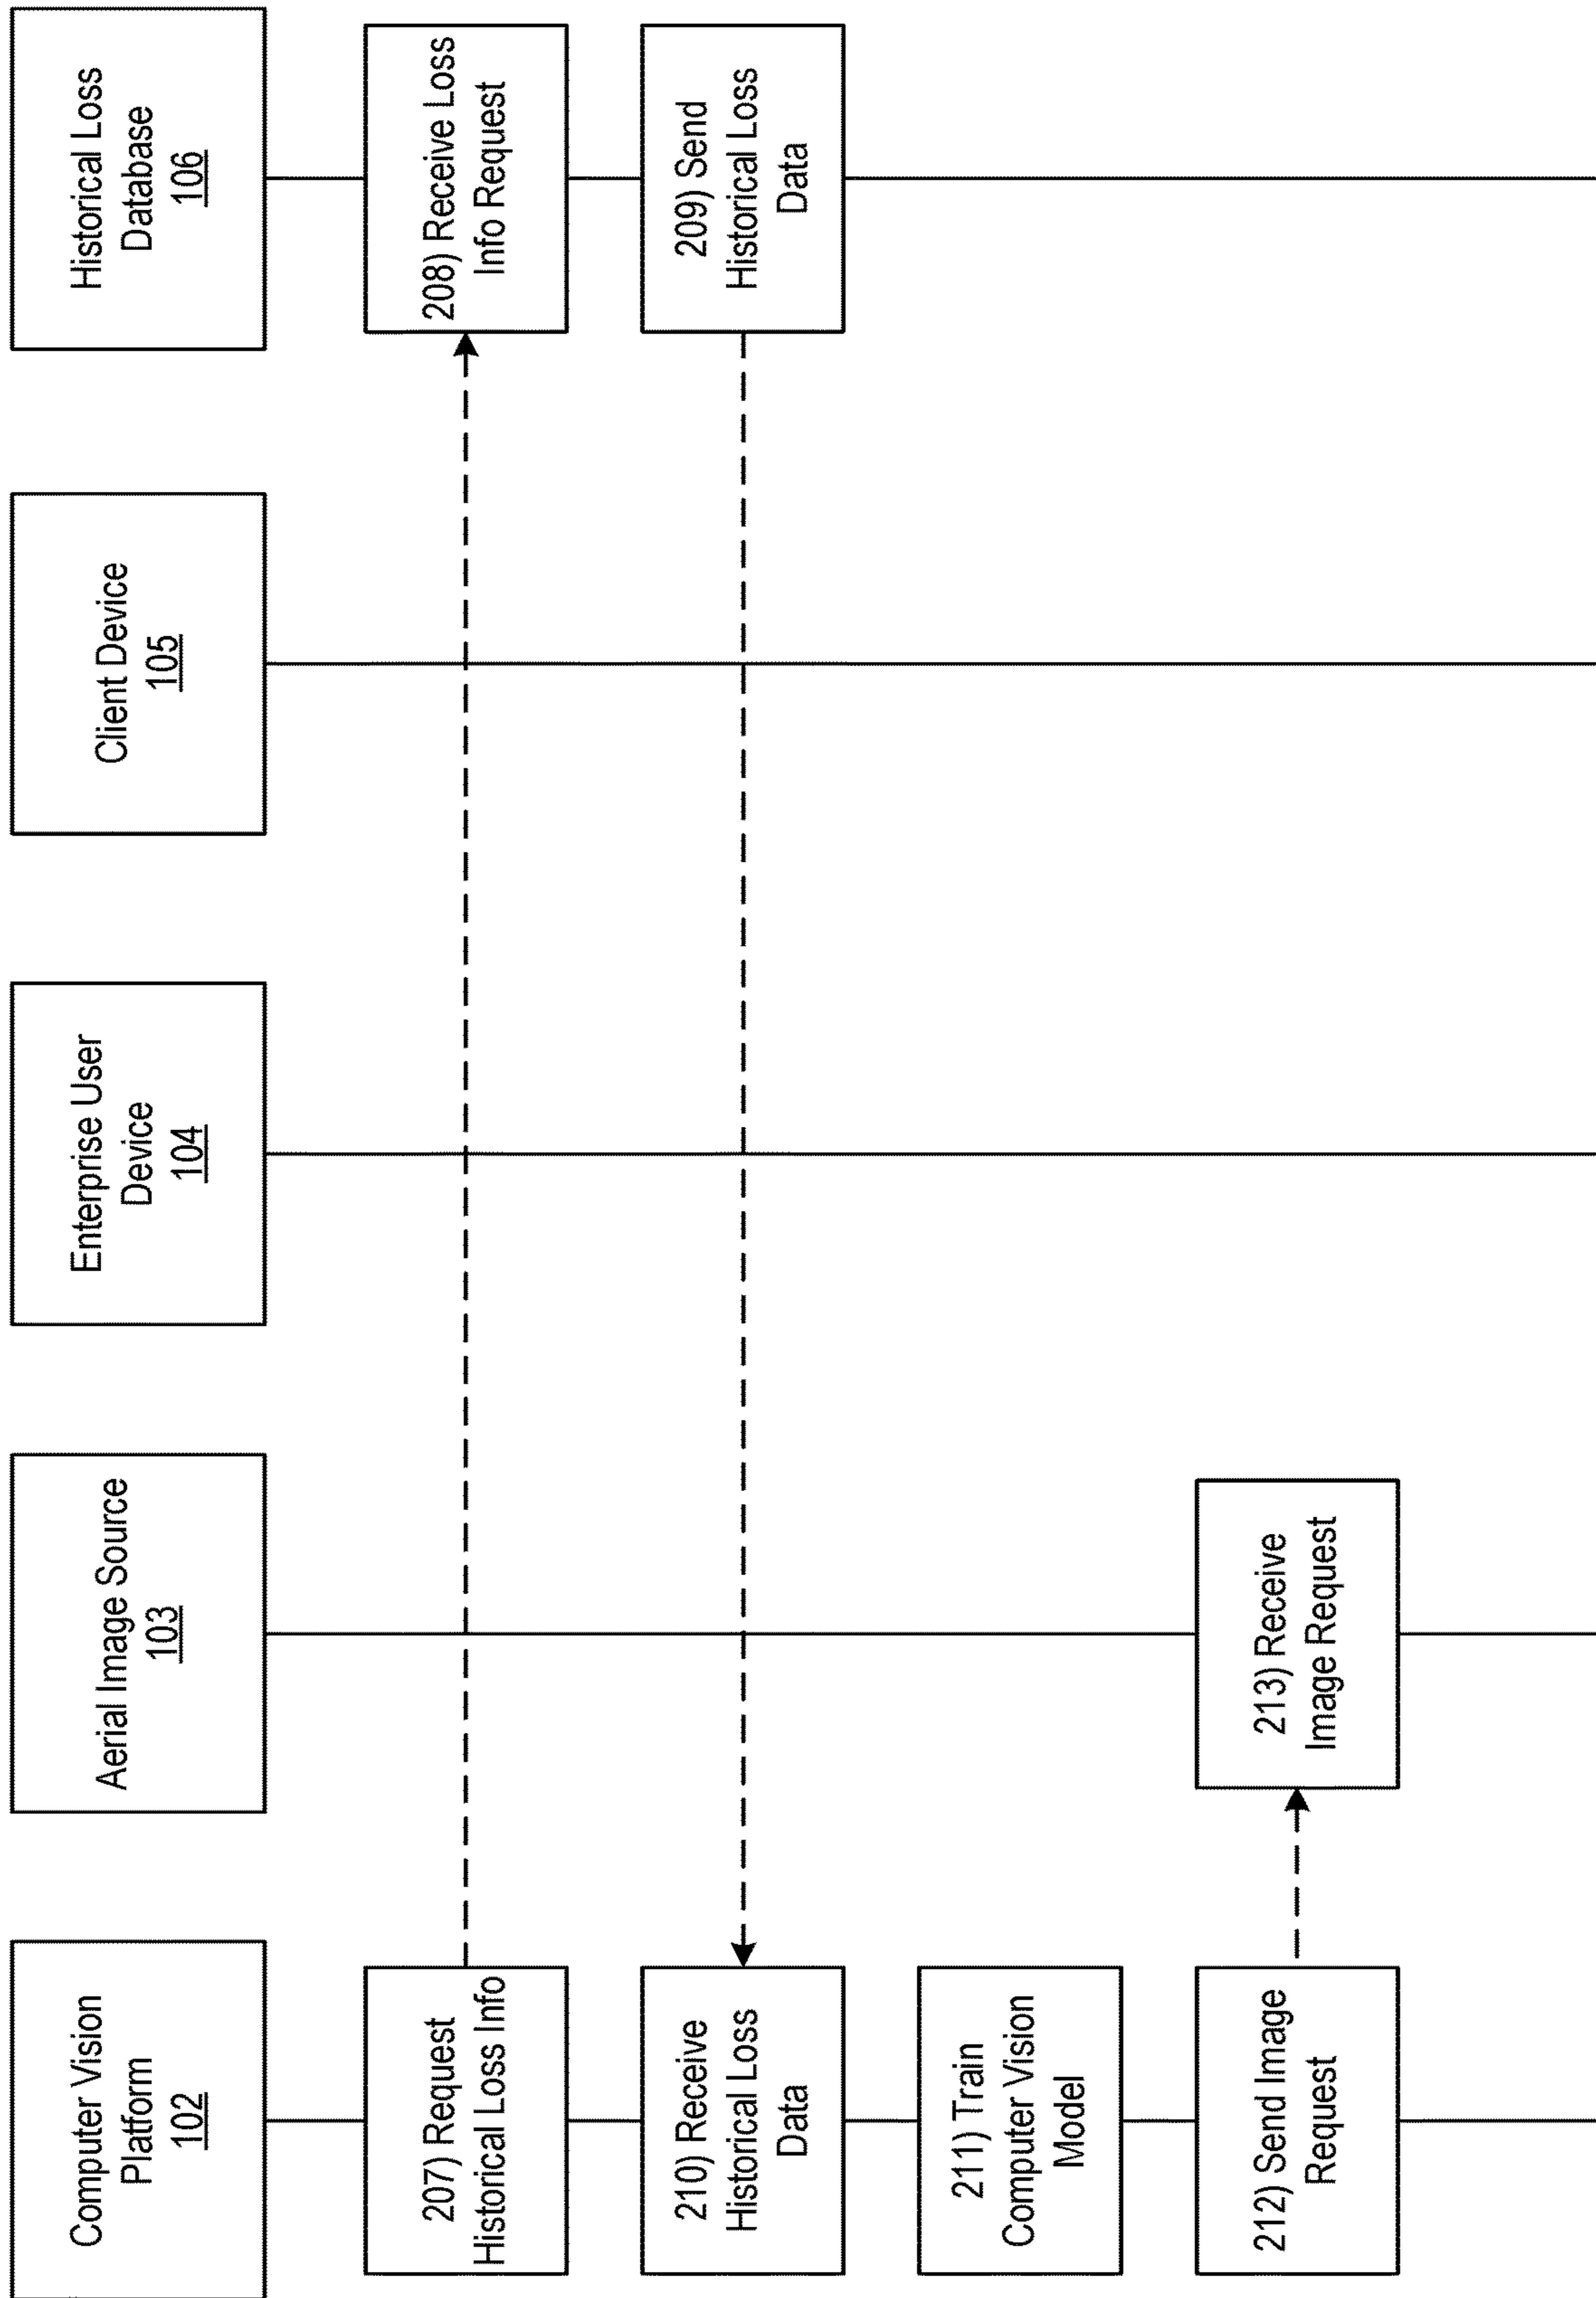 Computer Vision
Platform
102
Aerial Image Source
103
Enterprise User
Device
104
Client Device
105
Historical Loss
Database
106
207) Request
Historical Loss Info
208) Receive Loss
Info Request
210) Receive
Historical Loss
Data
209) Send
Historical Loss
Data
211) Train
Computer Vision
Model
212) Send Image
Request
213) Receive
Image Request